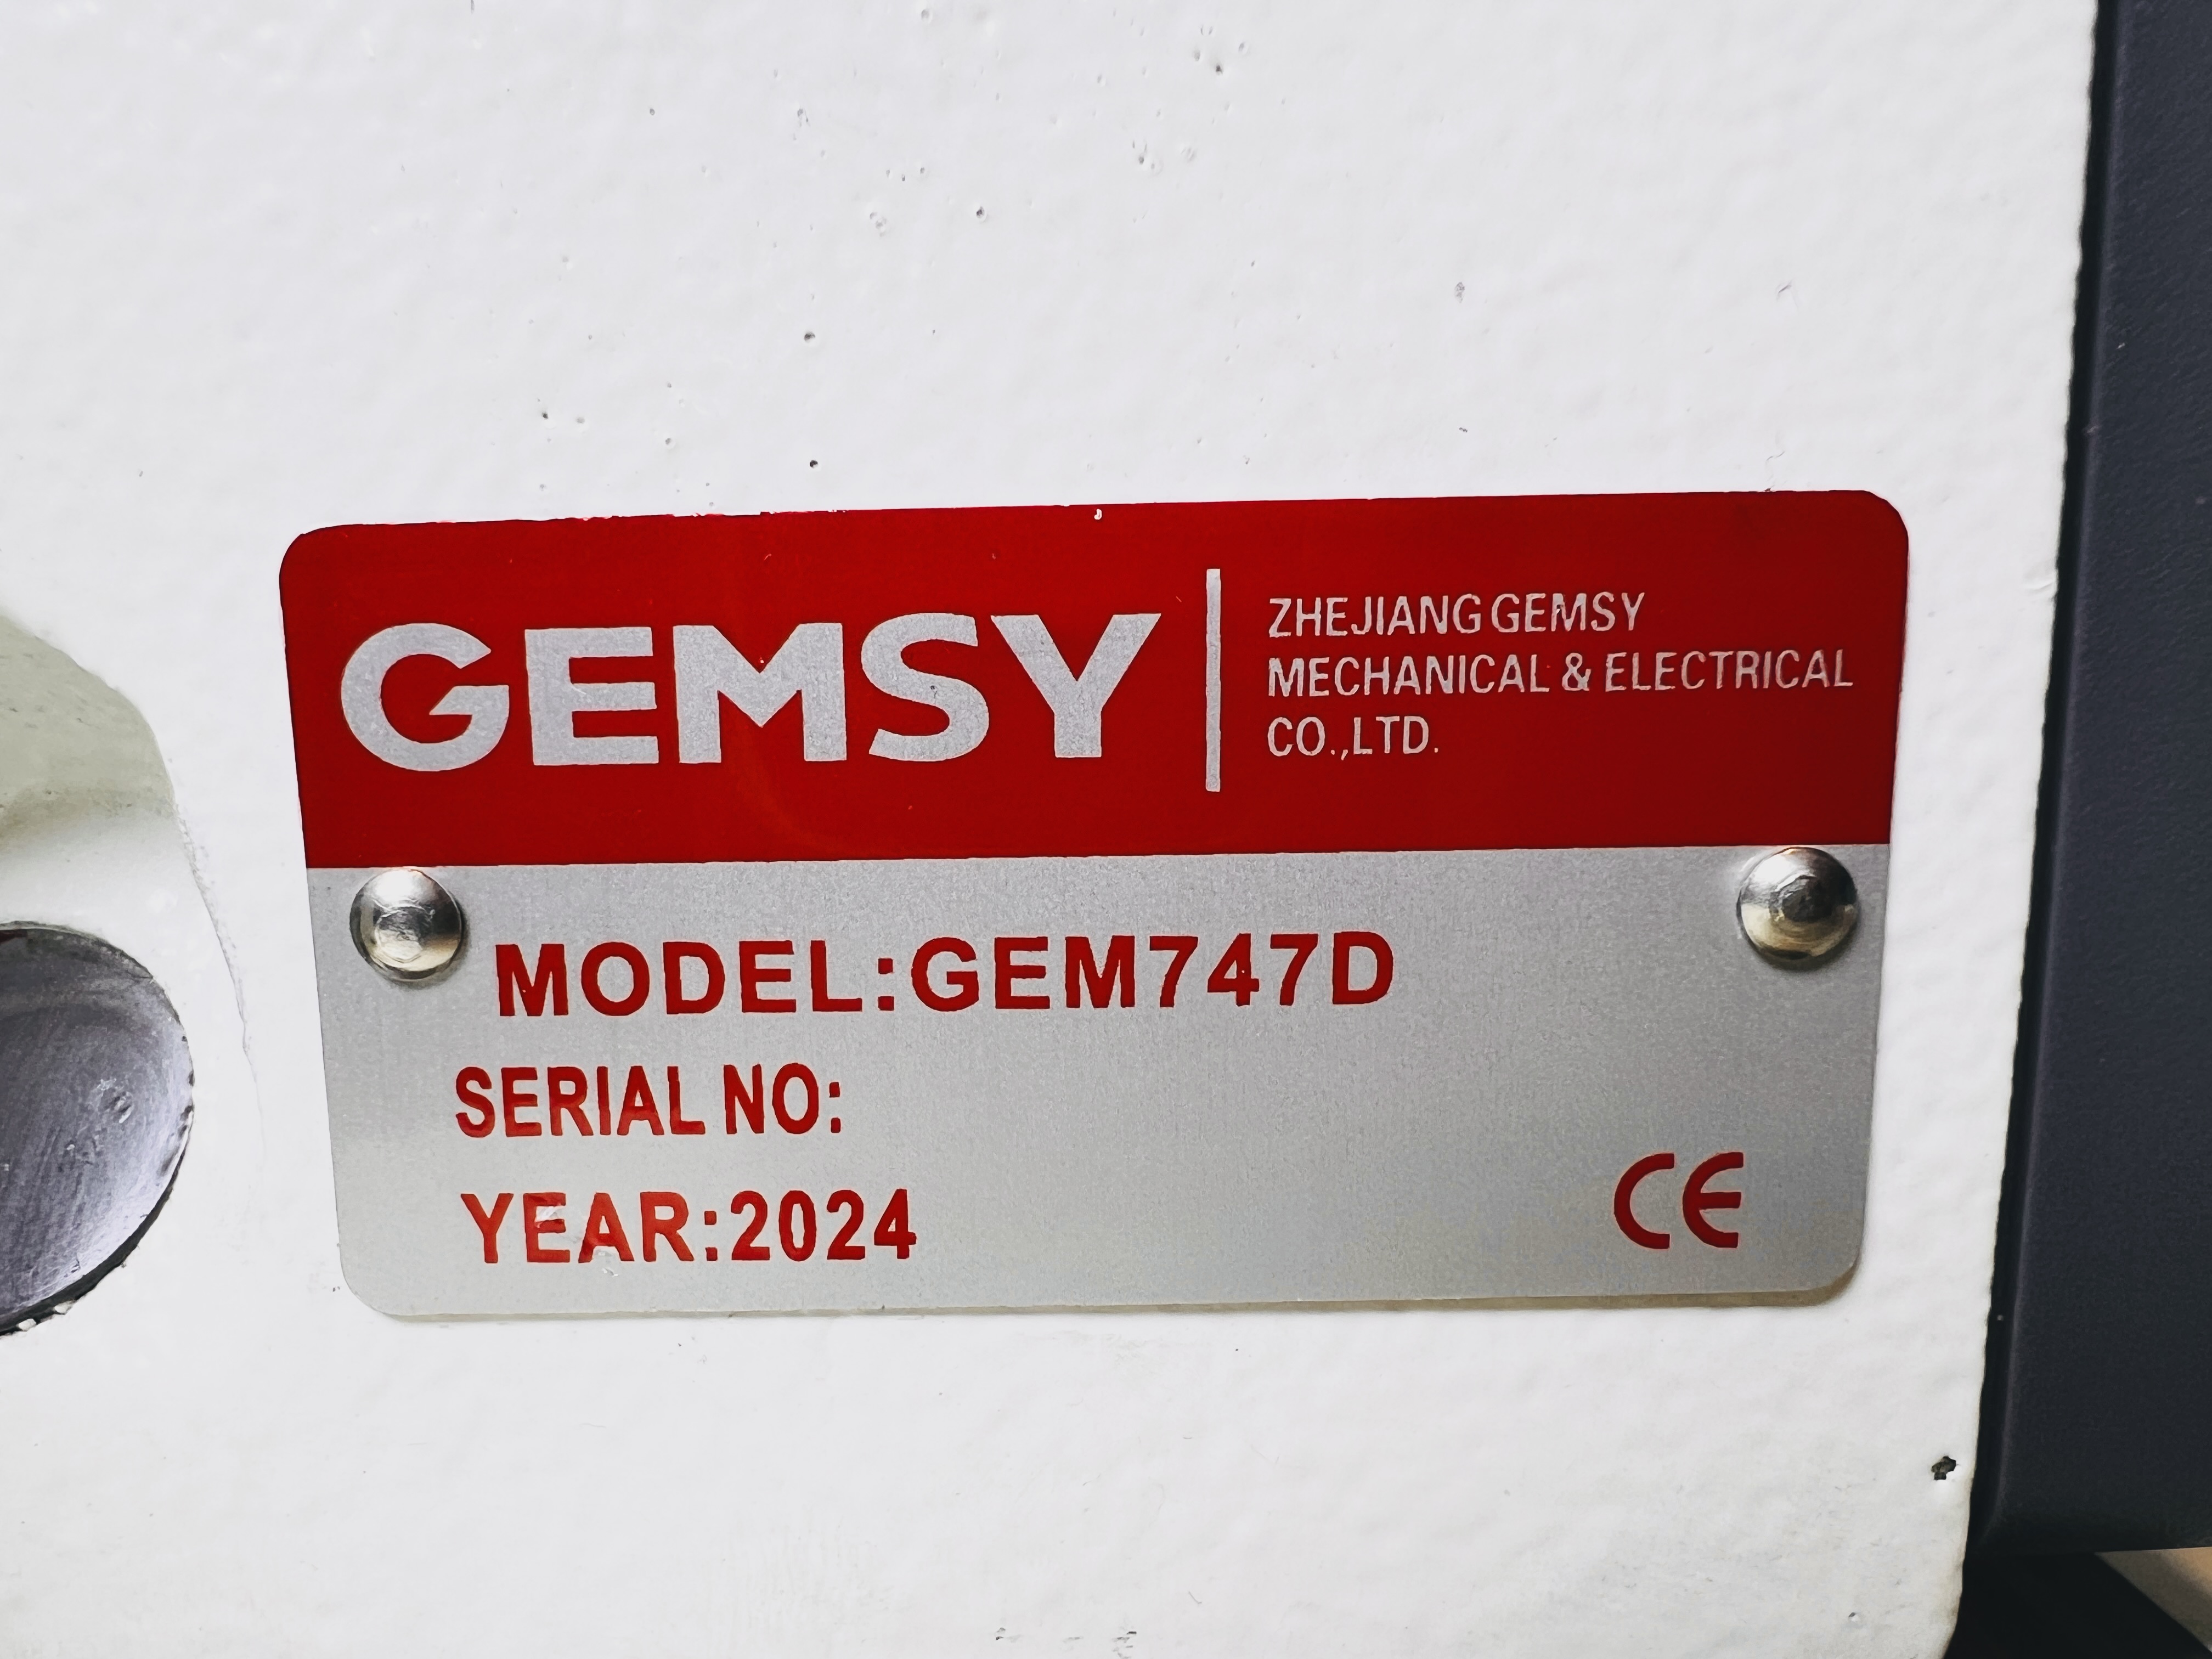 GEMSY
ZHEJIANG GEMSY
MECHANICAL & ELECTRICAL
CO.,LTD.
MODEL:GEM747D
SERIAL NO:
YEAR:2024
CE